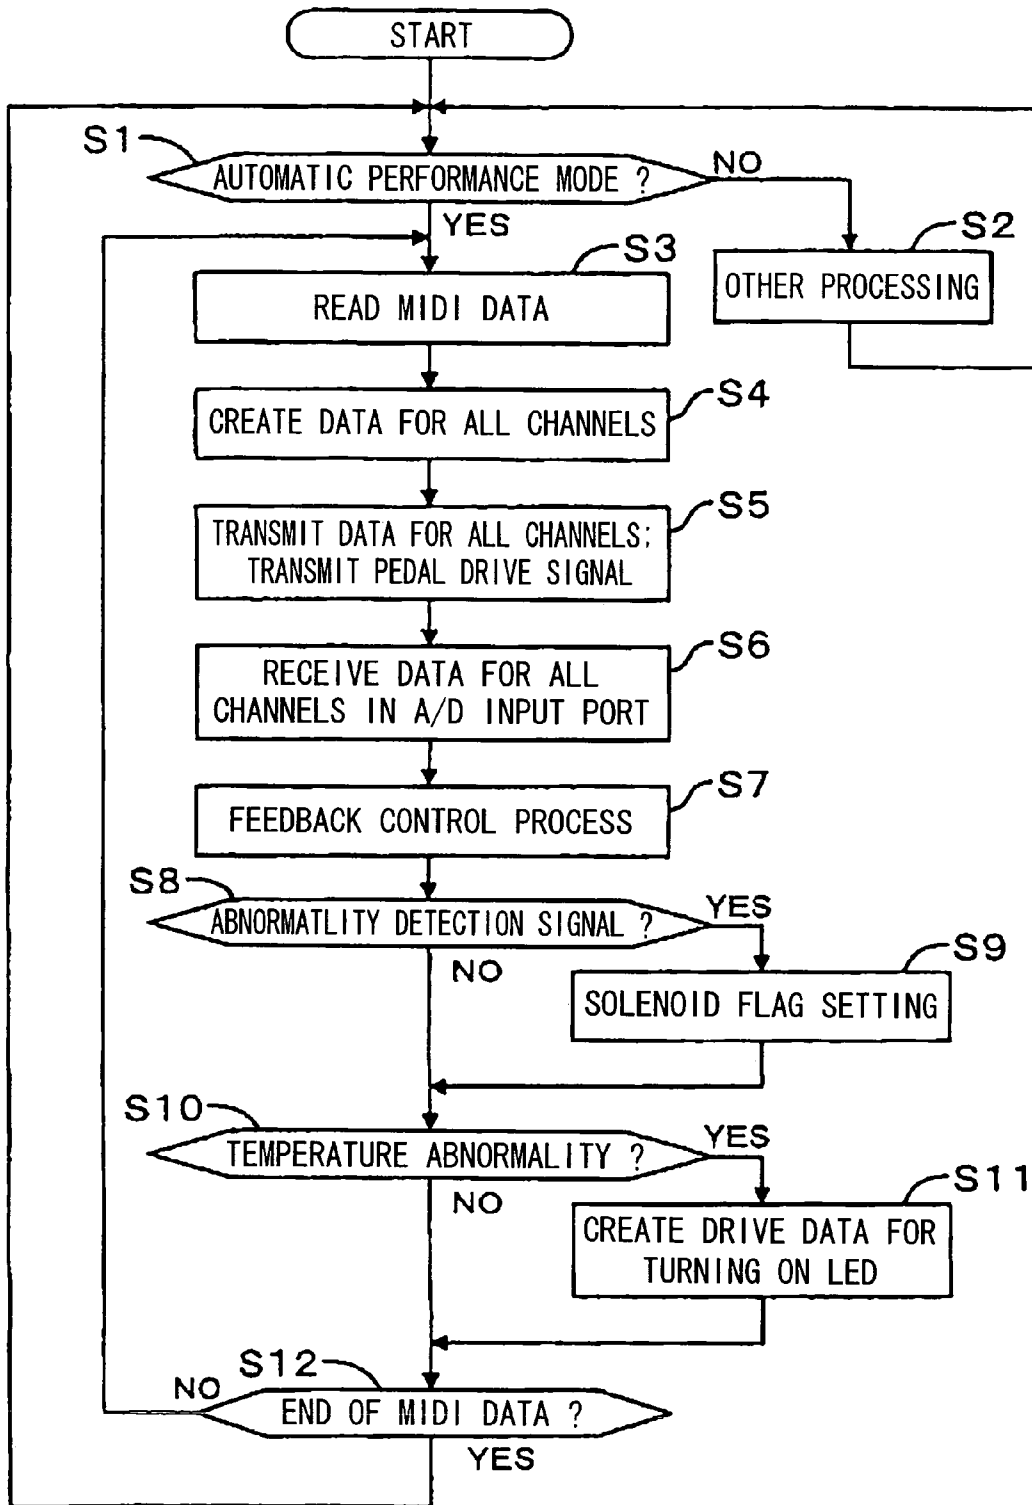 START
S1
AUTOMATIC PERFORMANCE MODE ?
NO
YES
S2
OTHER PROCESSING
S3
READ MIDI DATA
S4
CREATE DATA FOR ALL CHANNELS
S5
TRANSMIT DATA FOR ALL CHANNELS;
TRANSMIT PEDAL DRIVE SIGNAL
S6
RECEIVE DATA FOR ALL
CHANNELS IN A/D INPUT PORT
S7
FEEDBACK CONTROL PROCESS
S8
ABNORMATLITY DETECTION SIGNAL ?
YES
NO
S9
SOLENOID FLAG SETTING
S10
TEMPERATURE ABNORMALITY ?
YES
NO
S11
CREATE DRIVE DATA FOR
TURNING ON LED
S12
NO
END OF MIDI DATA ?
YES